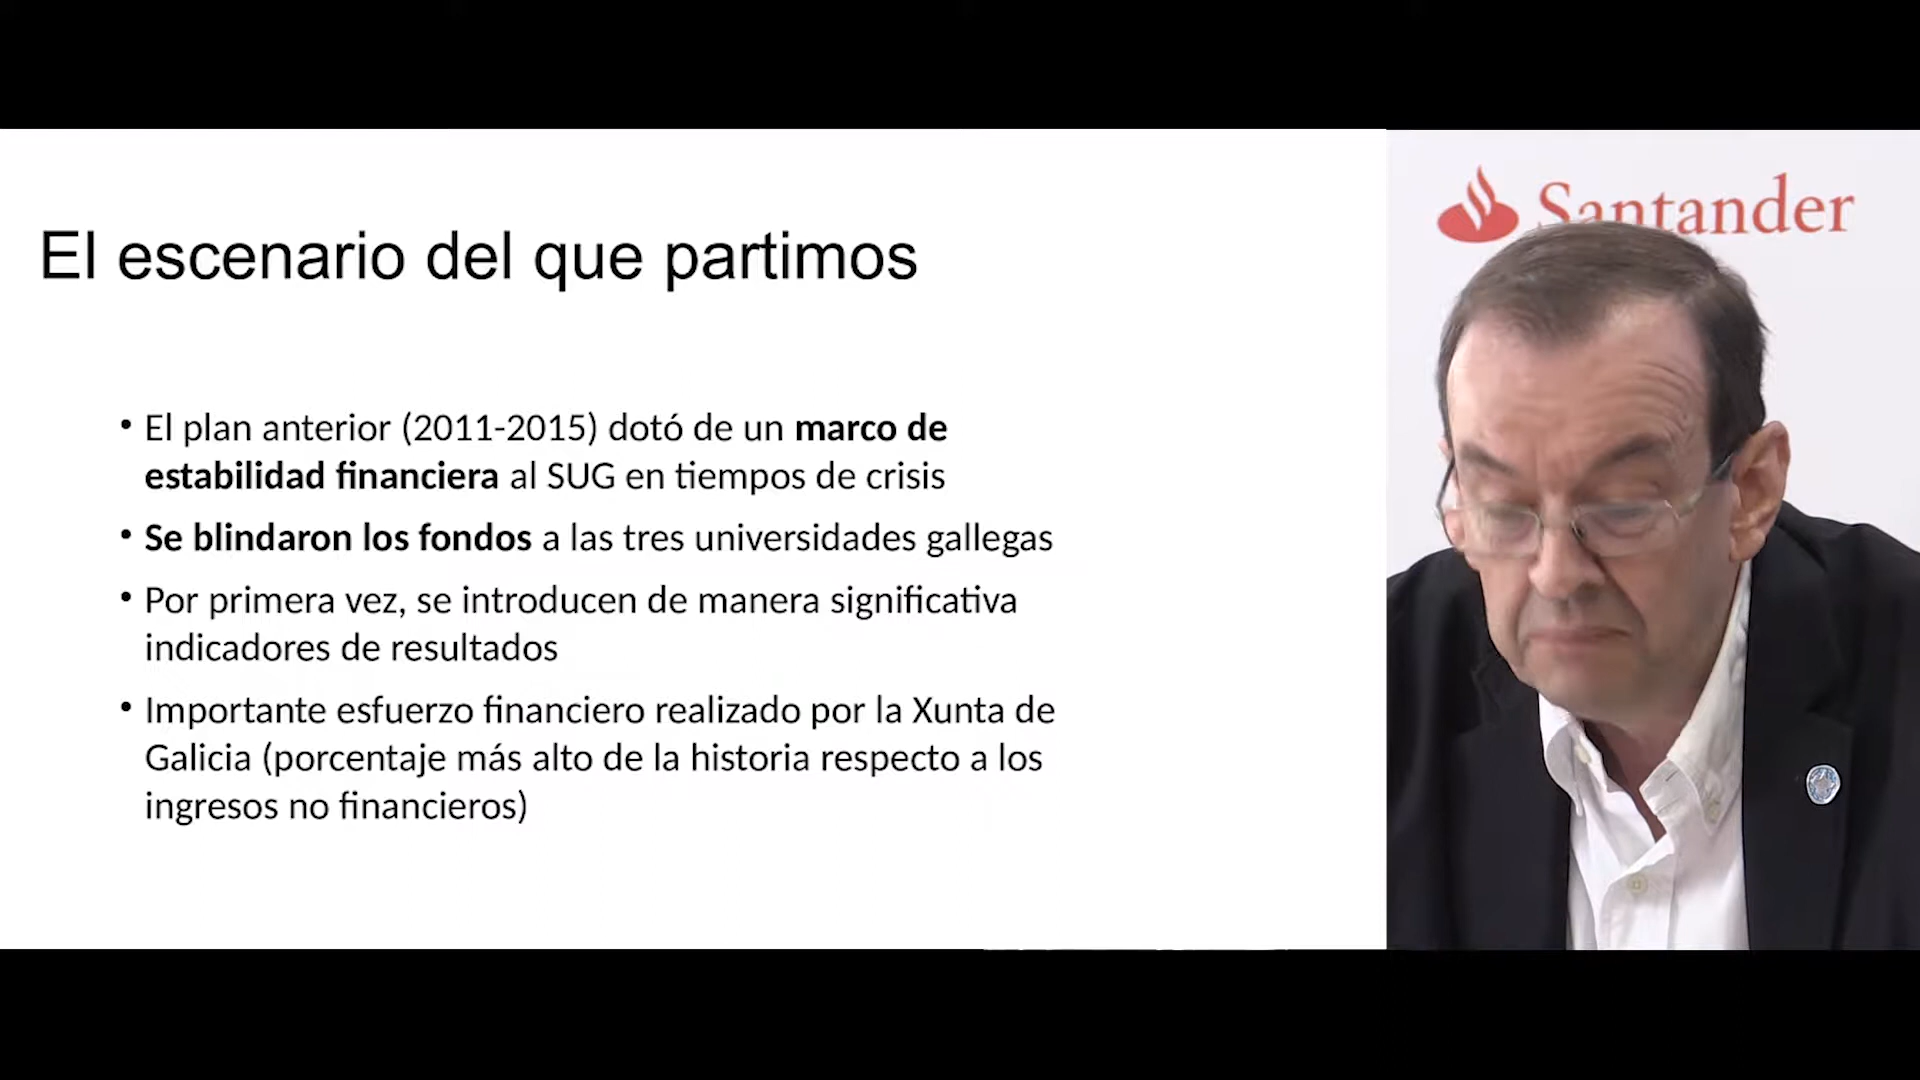 El escenario del que partimos
• El plan anterior (2011-2015) dotó de un marco de
estabilidad financiera al SUG en tiempos de crisis
• Se blindaron los fondos a las tres universidades gallegas
• Por primera vez, se introducen de manera significativa
indicadores de resultados
• Importante esfuerzo financiero realizado por la Xunta de
Galicia (porcentaje más alto de la historia respecto a los
ingresos no financieros)
Santander